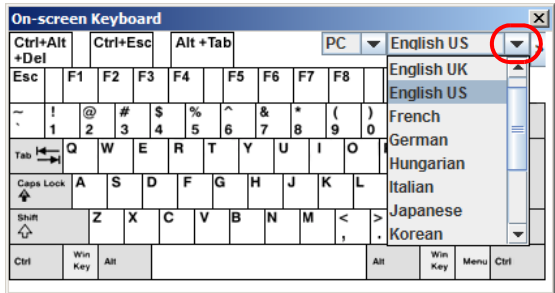 On-screen Keyboard
Ctrl+Alt +Del Ctrl+Esc Alt +Tab PC English US
English UK
English US
French
German
Hungarian
Italian
Japanese
Korean
Esc F1 F2 F3 F4 F5 F6 F7 F8
~ ! @ # $ % ^ & * ( )
` 1 2 3 4 5 6 7 8 9 0
Tab Q W E R T Y U I O
Caps Lock A S D F G H J K L
Shift Z X C V B N M < >
, .
Ctrl Win Key Alt Alt Win Key Menu Ctrl